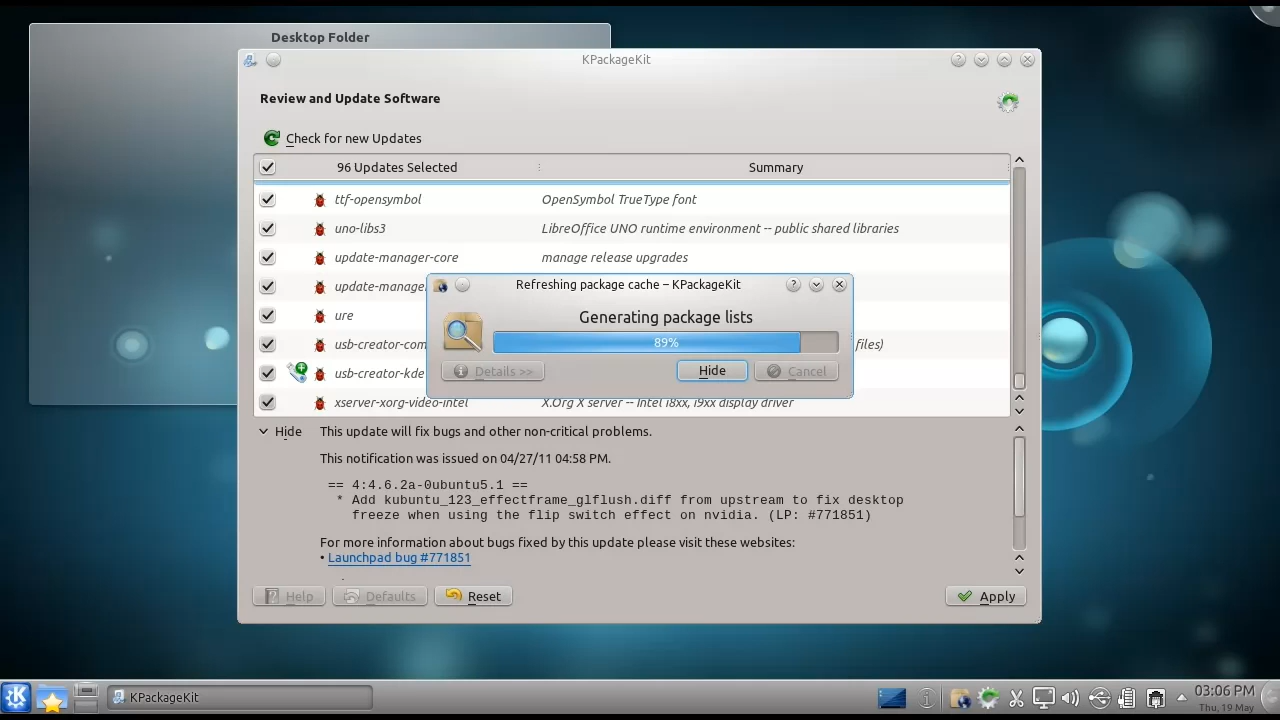 Desktop Folder
KPackageKit
Review and Update Software
Check for new Updates
96 Updates Selected Summary
ttf-opensymbol OpenSymbol TrueType font
uno-libs3 LibreOffice UNO runtime environment -- public shared libraries
update-manager-core manage release upgrades
update-manage
ure
usb-creator-com files)
usb-creator-kde
xserver-xorg-video-intel X.Org X server -- Intel i8xx, i9xx display driver
Refreshing package cache – KPackageKit
Generating package lists
89%
Details >> Hide Cancel
Hide This update will fix bugs and other non-critical problems.
This notification was issued on 04/27/11 04:58 PM.
== 4:4.6.2a-0ubuntu5.1 ==
* Add kubuntu_123_effectframe_glflush.diff from upstream to fix desktop
freeze when using the flip switch effect on nvidia. (LP: #771851)
For more information about bugs fixed by this update please visit these websites:
• Launchpad bug #771851
Help Defaults Reset Apply
KPackageKit 03:06 PM
Thu, 19 May